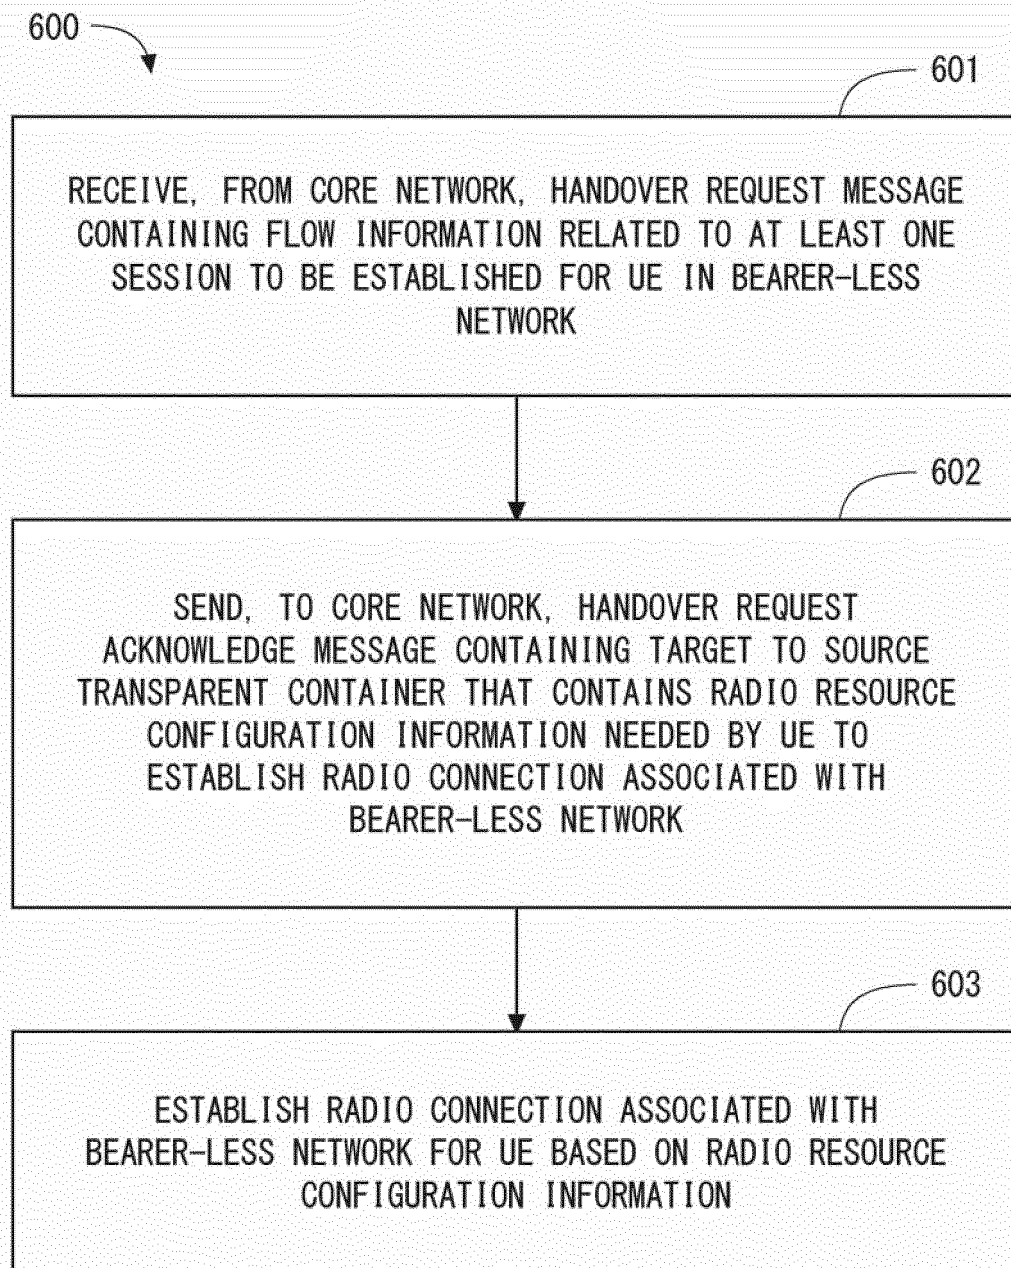 600
601
RECEIVE, FROM CORE NETWORK, HANDOVER REQUEST MESSAGE
CONTAINING FLOW INFORMATION RELATED TO AT LEAST ONE
SESSION TO BE ESTABLISHED FOR UE IN BEARER-LESS
NETWORK
602
SEND, TO CORE NETWORK, HANDOVER REQUEST
ACKNOWLEDGE MESSAGE CONTAINING TARGET TO SOURCE
TRANSPARENT CONTAINER THAT CONTAINS RADIO RESOURCE
CONFIGURATION INFORMATION NEEDED BY UE TO
ESTABLISH RADIO CONNECTION ASSOCIATED WITH
BEARER-LESS NETWORK
603
ESTABLISH RADIO CONNECTION ASSOCIATED WITH
BEARER-LESS NETWORK FOR UE BASED ON RADIO RESOURCE
CONFIGURATION INFORMATION